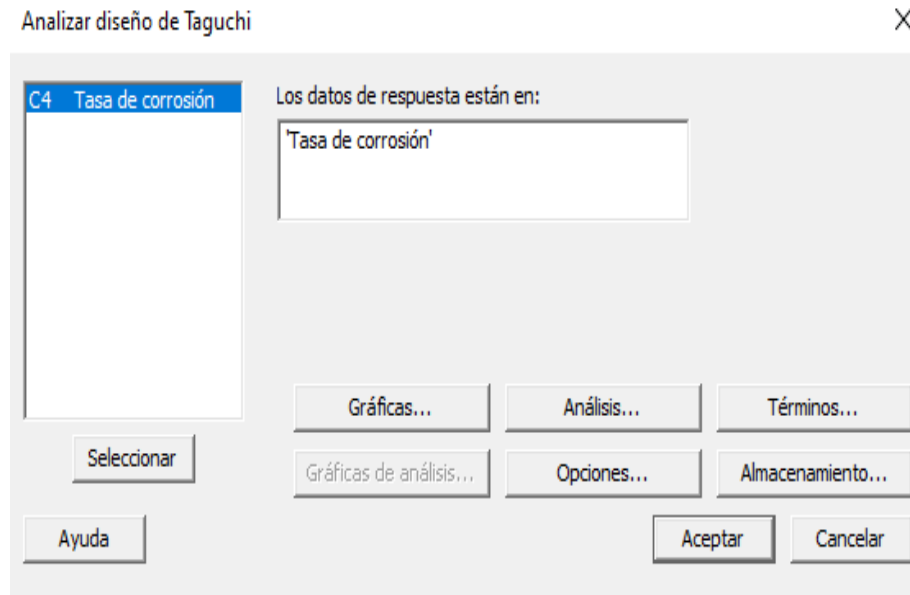 Analizar diseño de Taguchi
C4 Tasa de corrosión
Los datos de respuesta están en:
'Tasa de corrosión'
Gráficas...
Análisis...
Términos...
Seleccionar
Gráficas de análisis...
Opciones...
Almacenamiento...
Ayuda
Aceptar
Cancelar